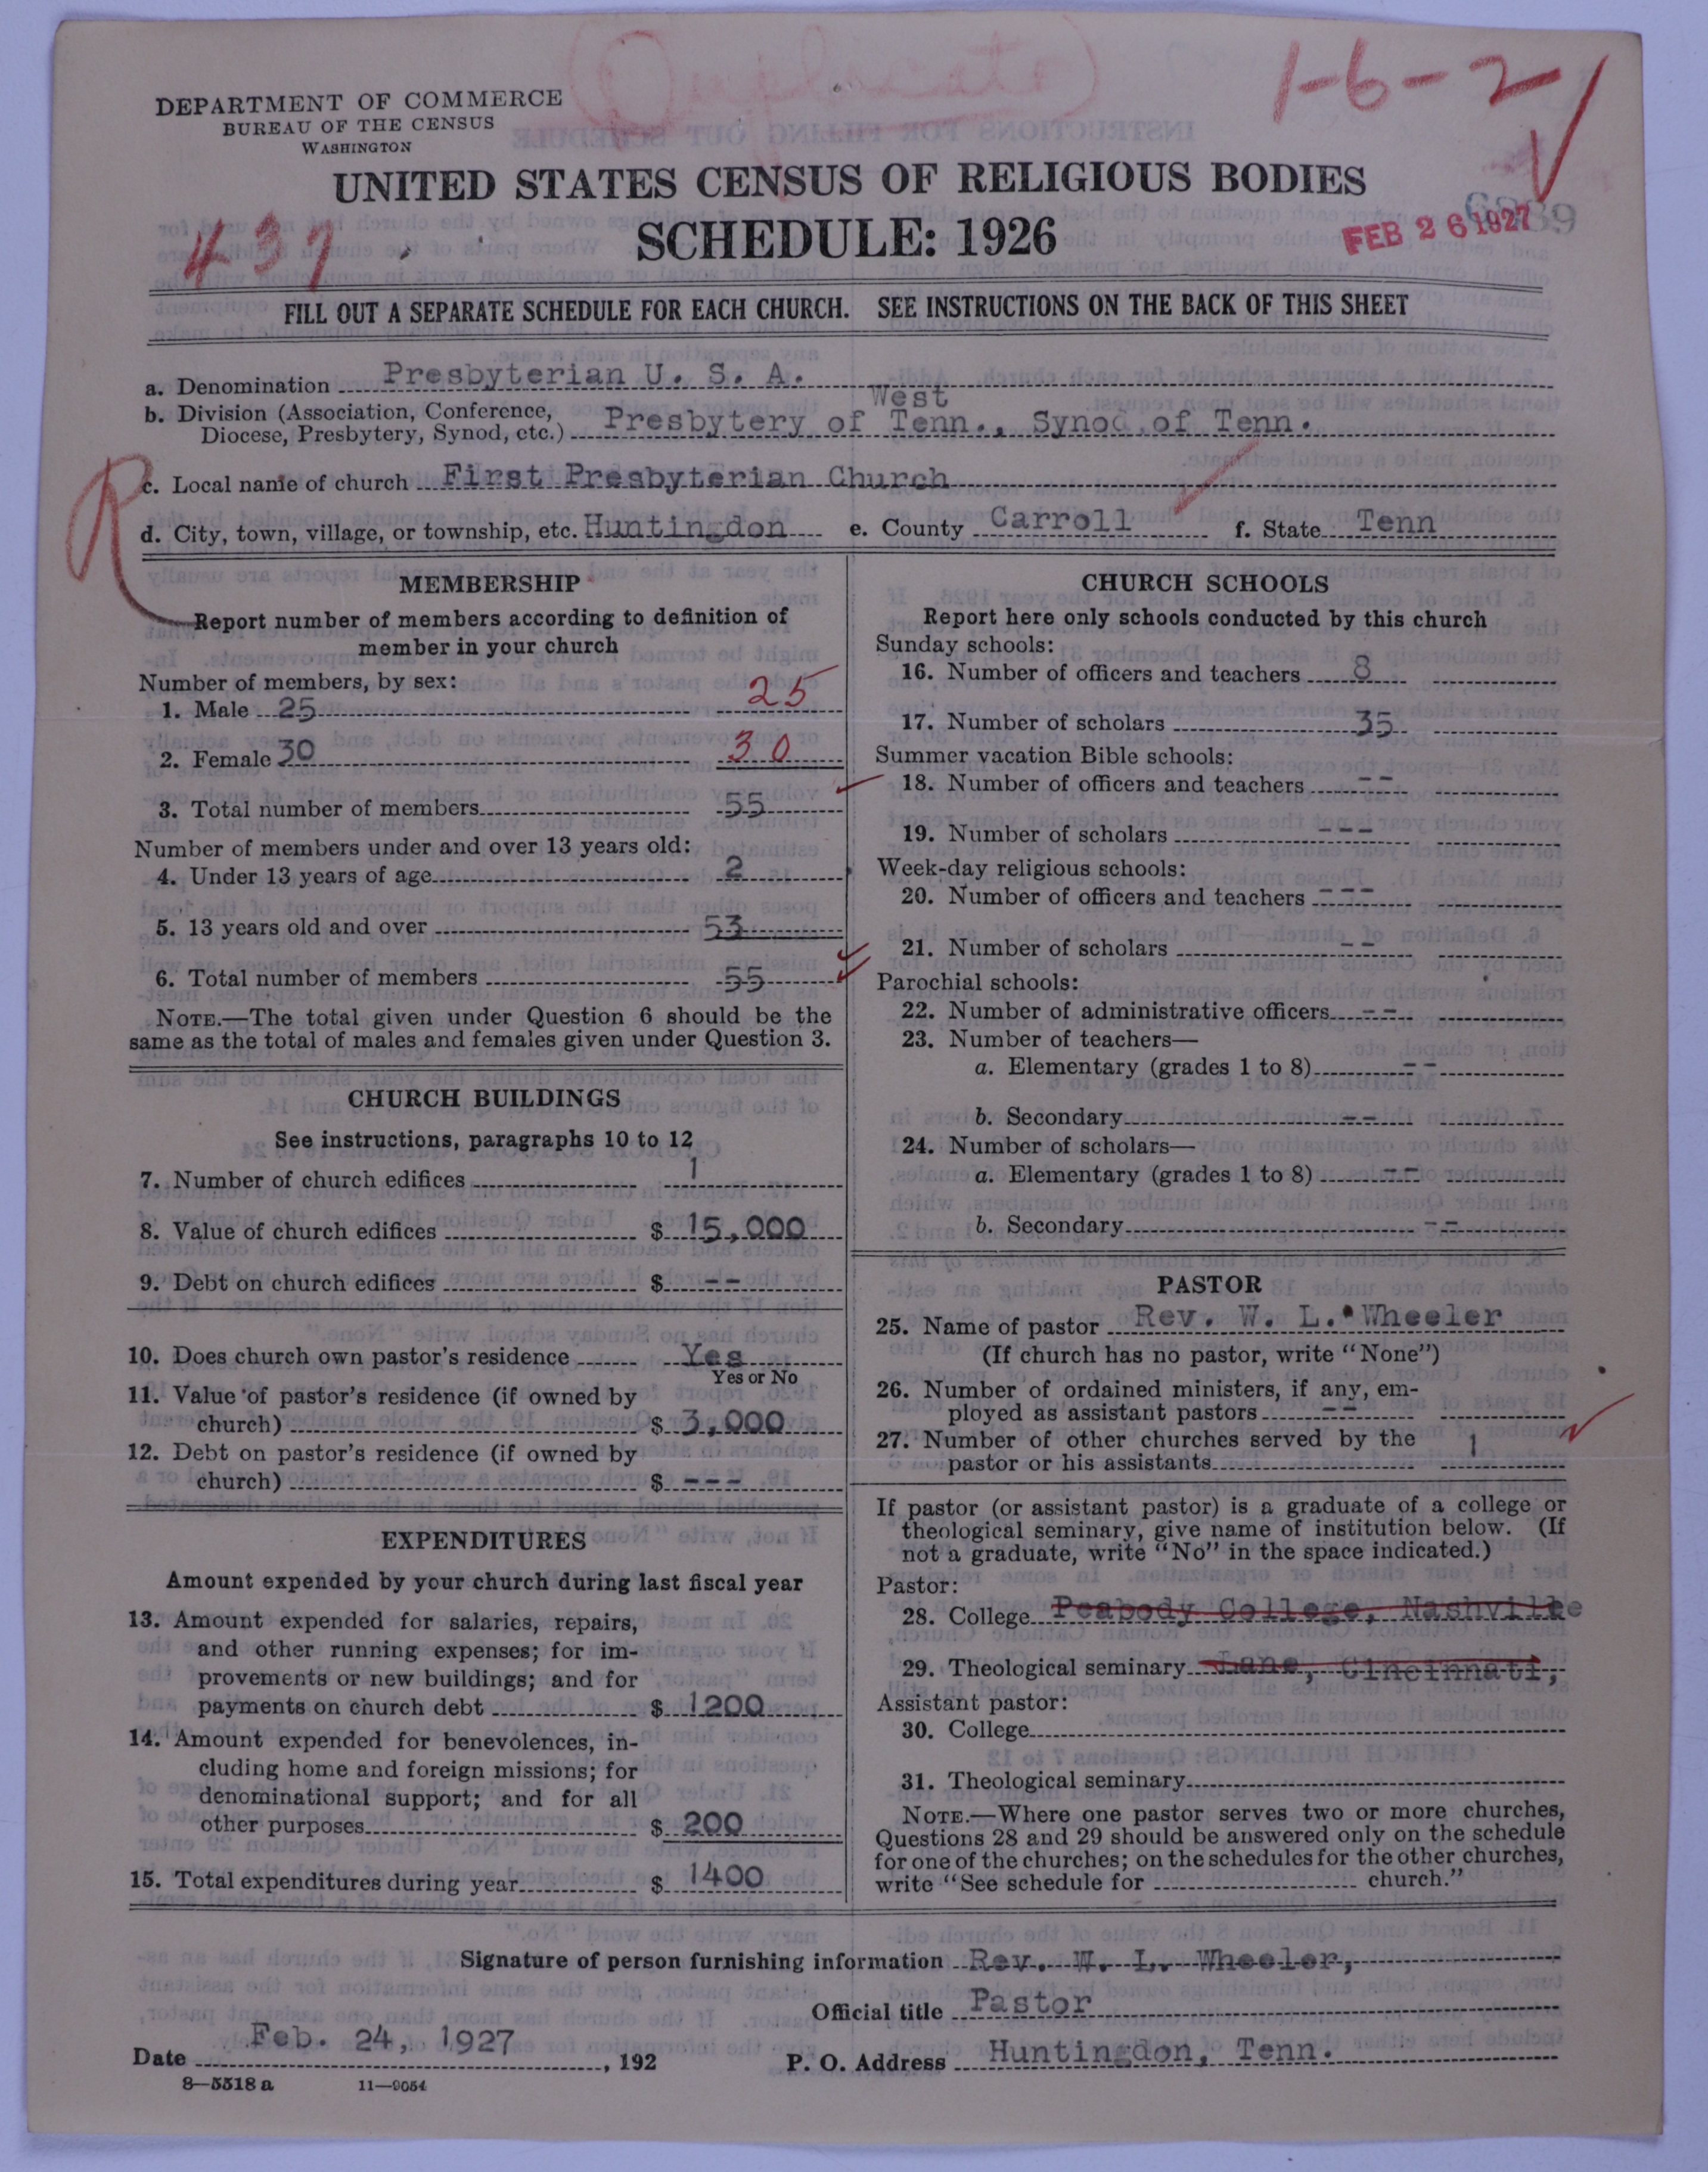 1-6-2
DEPARTMENT OF COMMERCE
BUREAU OF THE CENSUS
WASHINGTON
UNITED STATES CENSUS OF RELIGIOUS BODIES
SCHEDULE: 1926
437
FEB 26 1927
FILL OUT A SEPARATE SCHEDULE FOR EACH CHURCH. SEE INSTRUCTIONS ON THE BACK OF THIS SHEET
a. Denomination Presbyterian U. S. A.
West
b. Division (Association, Conference,
Diocese, Presbytery, Synod, etc.) Presbytery of Tenn., Synod of Tenn.
R
c. Local name of church First Presbyterian Church
d. City, town, village, or township, etc. Huntingdon e. County Carroll f. State Tenn
MEMBERSHIP
Report number of members according to definition of
member in your church
Number of members, by sex:
1. Male 25 25
2. Female 30 30
3. Total number of members 55
Number of members under and over 13 years old:
4. Under 13 years of age 2
5. 13 years old and over 53
6. Total number of members 55
NOTE.—The total given under Question 6 should be the
same as the total of males and females given under Question 3.
CHURCH BUILDINGS
See instructions, paragraphs 10 to 12
7. Number of church edifices 1
8. Value of church edifices $ 15,000
9. Debt on church edifices $ --
10. Does church own pastor's residence Yes
Yes or No
11. Value of pastor's residence (if owned by
church) $ 3,000
12. Debt on pastor's residence (if owned by
church) $ ---
EXPENDITURES
Amount expended by your church during last fiscal year
13. Amount expended for salaries, repairs,
and other running expenses; for im-
provements or new buildings; and for
payments on church debt $ 1200
14. Amount expended for benevolences, in-
cluding home and foreign missions; for
denominational support; and for all
other purposes $ 200
15. Total expenditures during year $ 1400
CHURCH SCHOOLS
Report here only schools conducted by this church
Sunday schools:
16. Number of officers and teachers 8
17. Number of scholars 35
Summer vacation Bible schools:
18. Number of officers and teachers --
19. Number of scholars ---
Week-day religious schools:
20. Number of officers and teachers ---
21. Number of scholars --
Parochial schools:
22. Number of administrative officers --
23. Number of teachers—
a. Elementary (grades 1 to 8) --
b. Secondary --
24. Number of scholars—
a. Elementary (grades 1 to 8) --
b. Secondary --
PASTOR
25. Name of pastor Rev. W. L. Wheeler
(If church has no pastor, write "None")
26. Number of ordained ministers, if any, em-
ployed as assistant pastors --
27. Number of other churches served by the
pastor or his assistants 1
If pastor (or assistant pastor) is a graduate of a college or
theological seminary, give name of institution below. (If
not a graduate, write "No" in the space indicated.)
Pastor:
28. College Peabody College, Nashville
29. Theological seminary Lane, Cincinnati,
Assistant pastor:
30. College
31. Theological seminary
NOTE.—Where one pastor serves two or more churches,
Questions 28 and 29 should be answered only on the schedule
for one of the churches; on the schedules for the other churches,
write "See schedule for church."
Signature of person furnishing information Rev. W. L. Wheeler,
Official title Pastor
Date Feb. 24, 1927, 192
P. O. Address Huntingdon, Tenn.
8—5518 a 11—9054